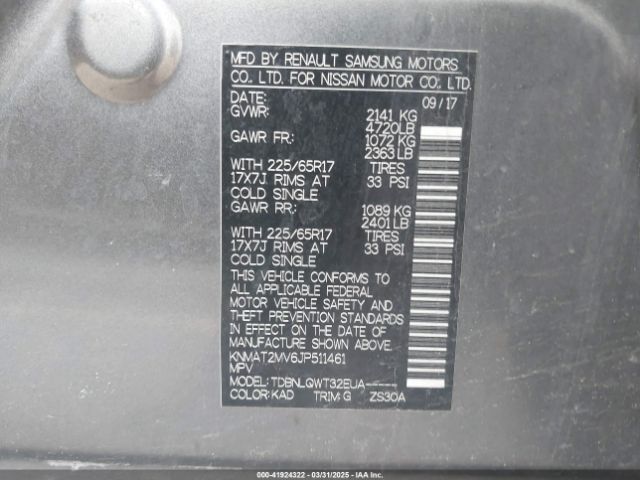 MFD BY RENAULT SAMSUNG MOTORS
CO. LTD. FOR NISSAN MOTOR CO. LTD.
DATE: 09/17
GVWR: 2141 KG
4720LB
GAWR FR: 1072 KG
2363 LB
WITH 225/65R17 TIRES
17X7J RIMS AT 33 PSI
COLD SINGLE
GAWR RR: 1089 KG
2401 LB
WITH 225/65R17 TIRES
17X7J RIMS AT 33 PSI
COLD SINGLE
THIS VEHICLE CONFORMS TO
ALL APPLICABLE FEDERAL
MOTOR VEHICLE SAFETY AND
THEFT PREVENTION STANDARDS
IN EFFECT ON THE DATE OF
MANUFACTURE SHOWN ABOVE.
KNMAT2MV6JP511461
MPV
MODEL: TDBNLQWT32EUA-----
COLOR: KAD TRIM: G ZS30A
000-41924322 - 03/31/2025 - IAAI.COM